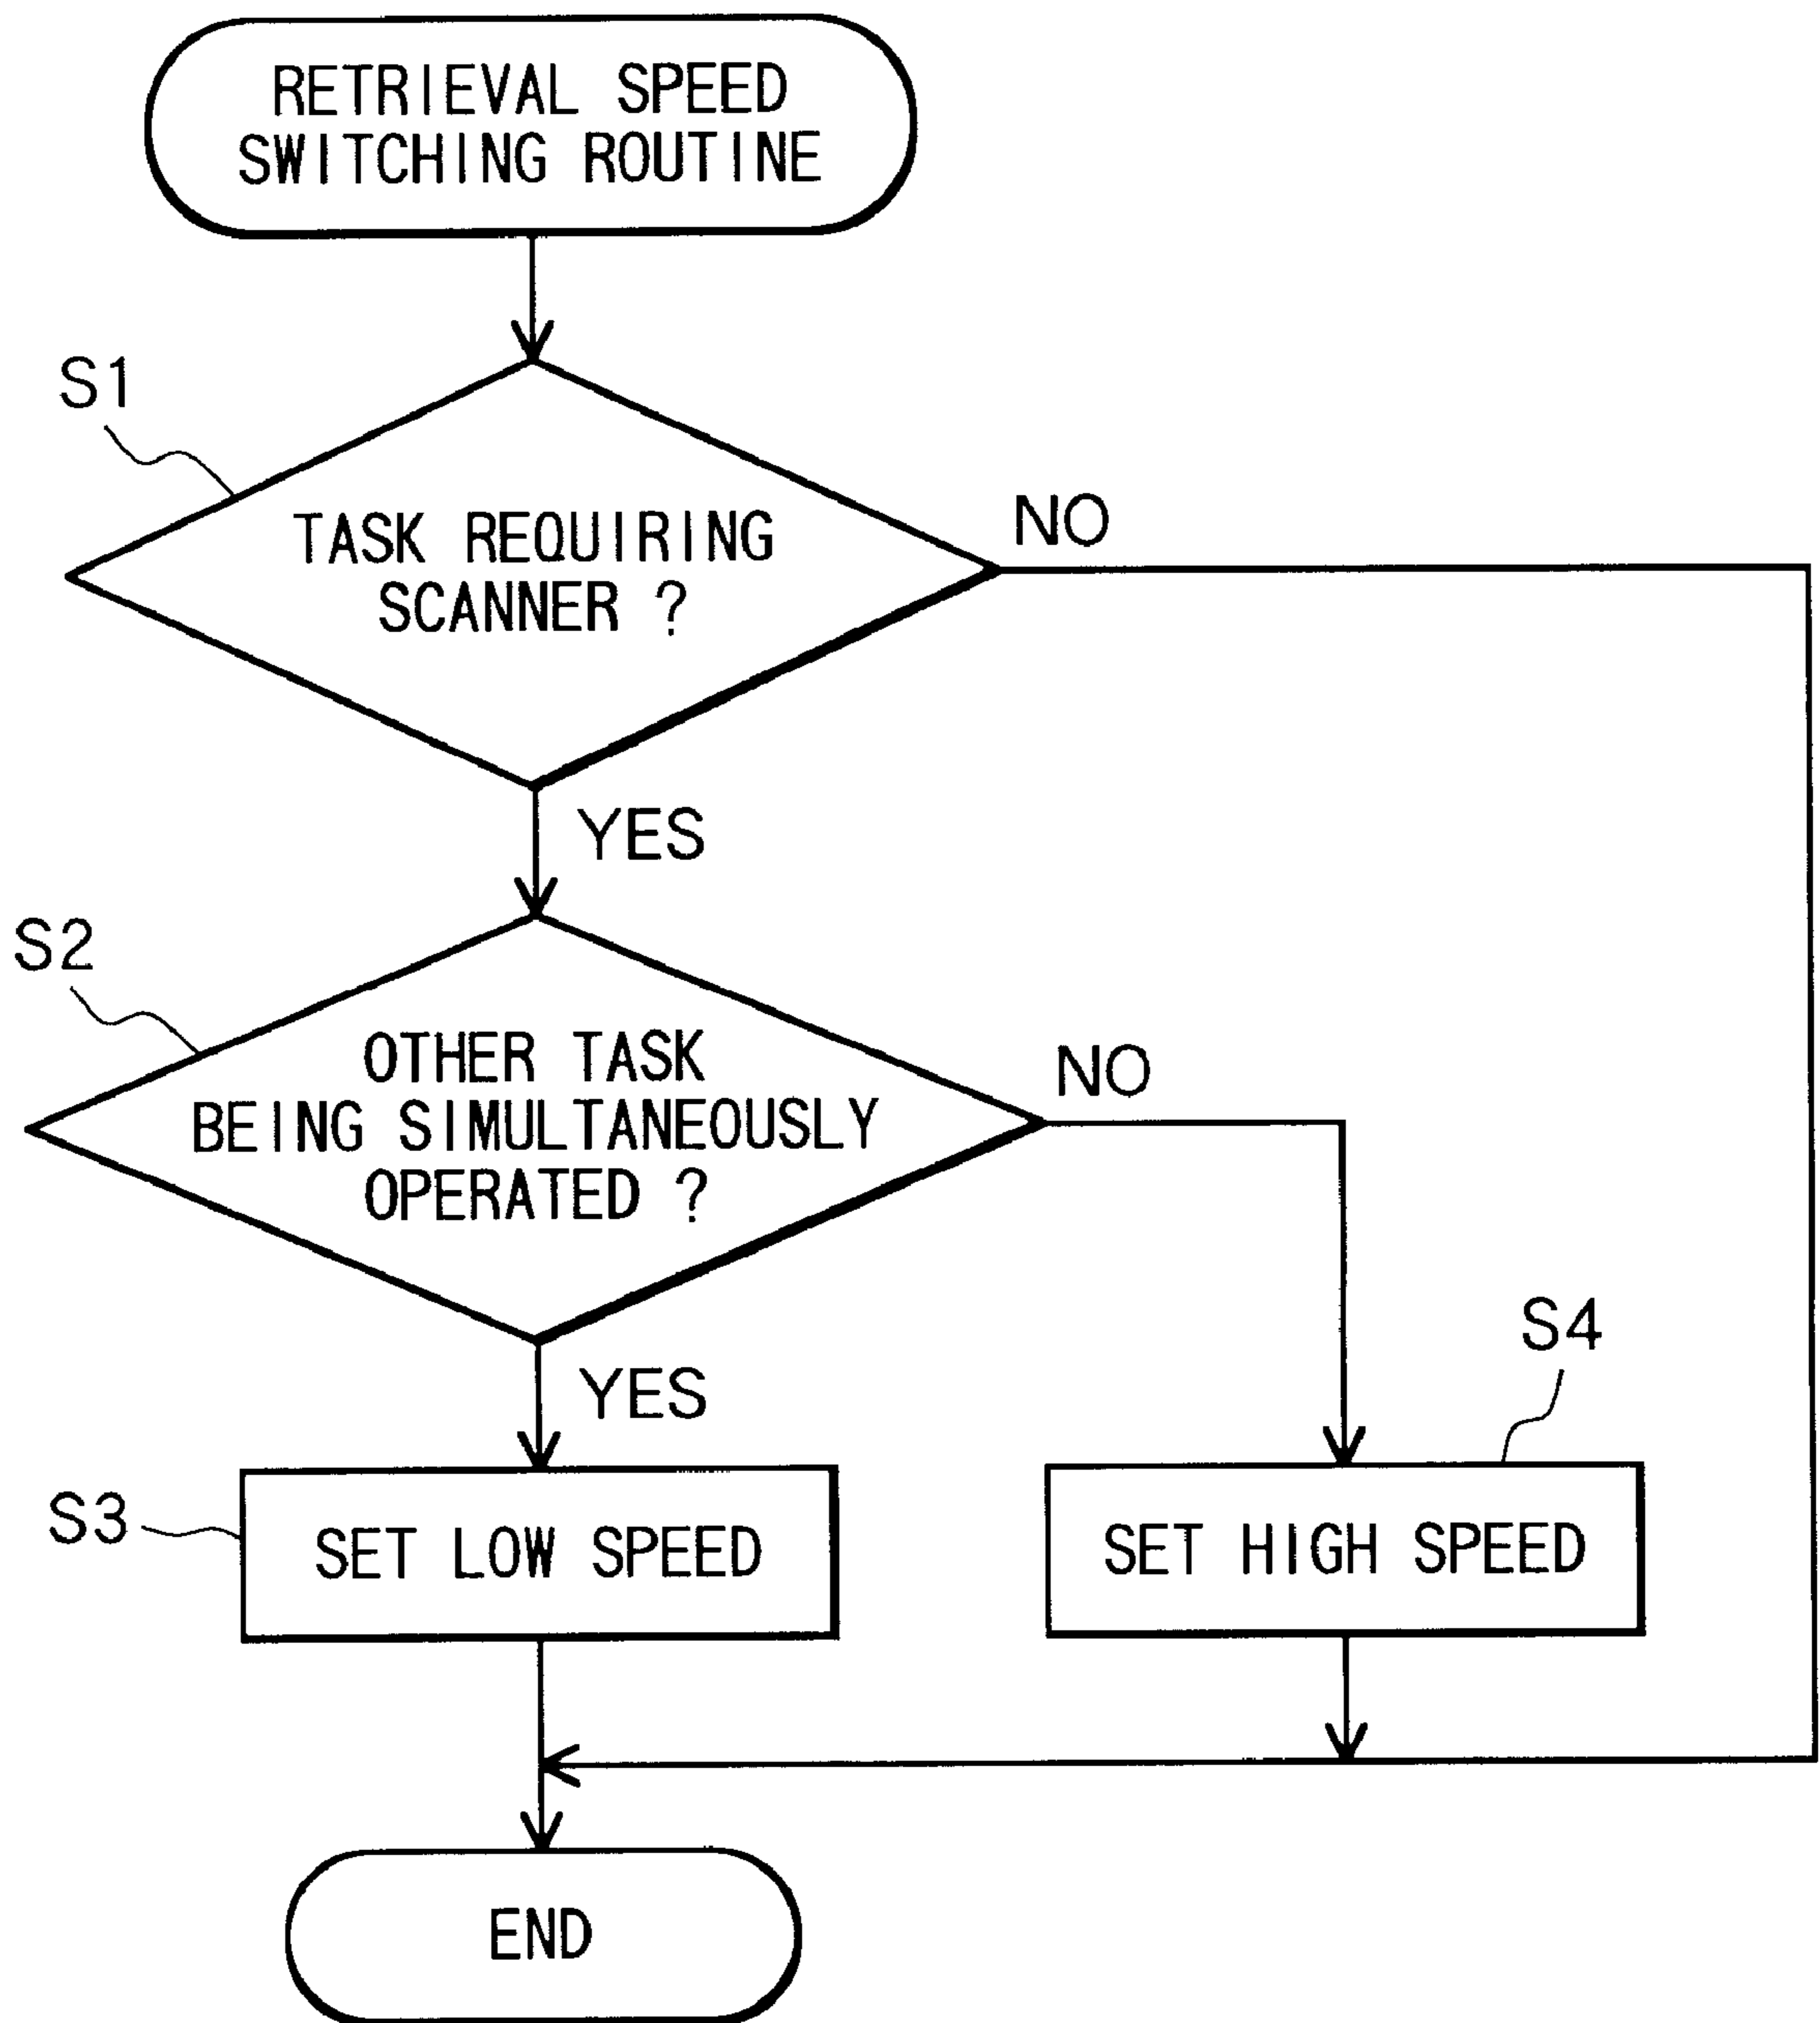 RETRIEVAL SPEED
SWITCHING ROUTINE
S1
TASK REQUIRING
SCANNER ?
NO
YES
S2
OTHER TASK
BEING SIMULTANEOUSLY
OPERATED ?
NO
YES
S4
S3
SET LOW SPEED
SET HIGH SPEED
END